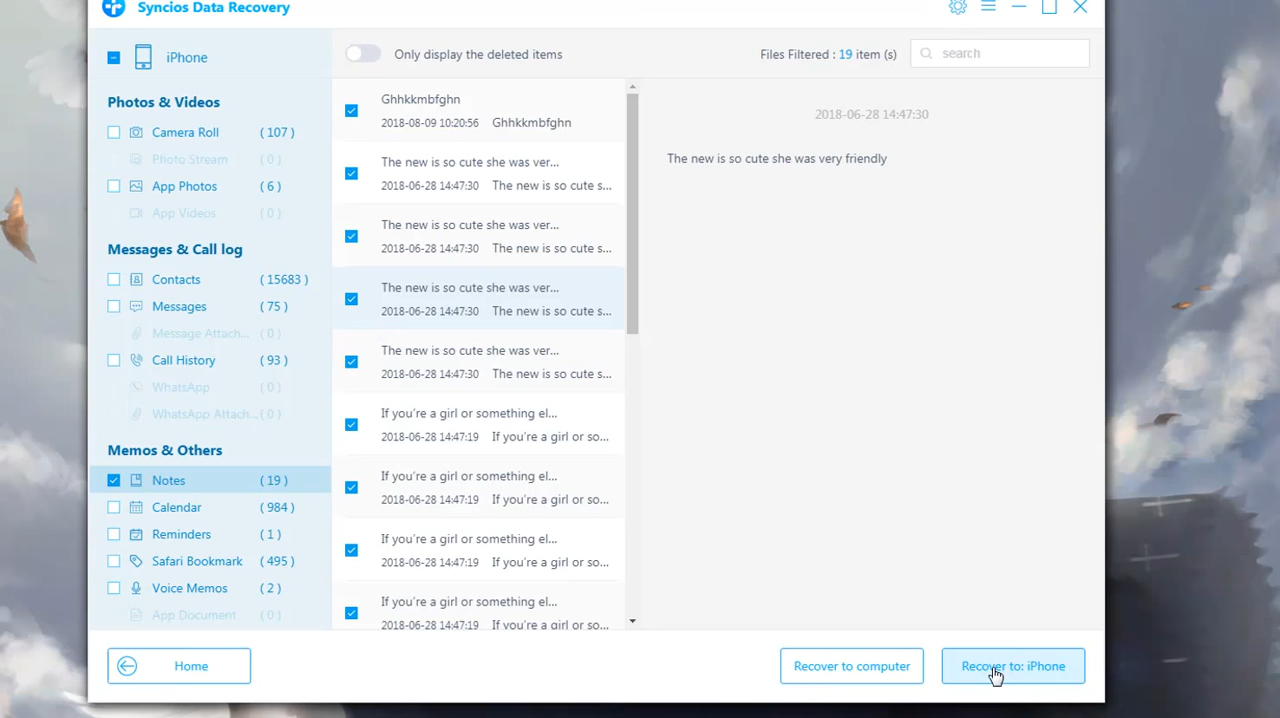 Syncios Data Recovery
iPhone
Only display the deleted items
Files Filtered : 19 item (s)
search
Photos & Videos
Camera Roll ( 107 )
Photo Stream ( 0 )
App Photos ( 6 )
App Videos ( 0 )
Messages & Call log
Contacts ( 15683 )
Messages ( 75 )
Message Attach... ( 0 )
Call History ( 93 )
WhatsApp ( 0 )
WhatsApp Attach... ( 0 )
Memos & Others
Notes ( 19 )
Calendar ( 984 )
Reminders ( 1 )
Safari Bookmark ( 495 )
Voice Memos ( 2 )
App Document ( 0 )
Ghhkkmbfghn
2018-08-09 10:20:56 Ghhkkmbfghn
The new is so cute she was ver...
2018-06-28 14:47:30 The new is so cute s...
The new is so cute she was ver...
2018-06-28 14:47:30 The new is so cute s...
The new is so cute she was ver...
2018-06-28 14:47:30 The new is so cute s...
The new is so cute she was ver...
2018-06-28 14:47:30 The new is so cute s...
If you're a girl or something el...
2018-06-28 14:47:19 If you're a girl or so...
If you're a girl or something el...
2018-06-28 14:47:19 If you're a girl or so...
If you're a girl or something el...
2018-06-28 14:47:19 If you're a girl or so...
If you're a girl or something el...
2018-06-28 14:47:19 If you're a girl or so...
2018-06-28 14:47:30
The new is so cute she was very friendly
Home
Recover to computer
Recover to: iPhone